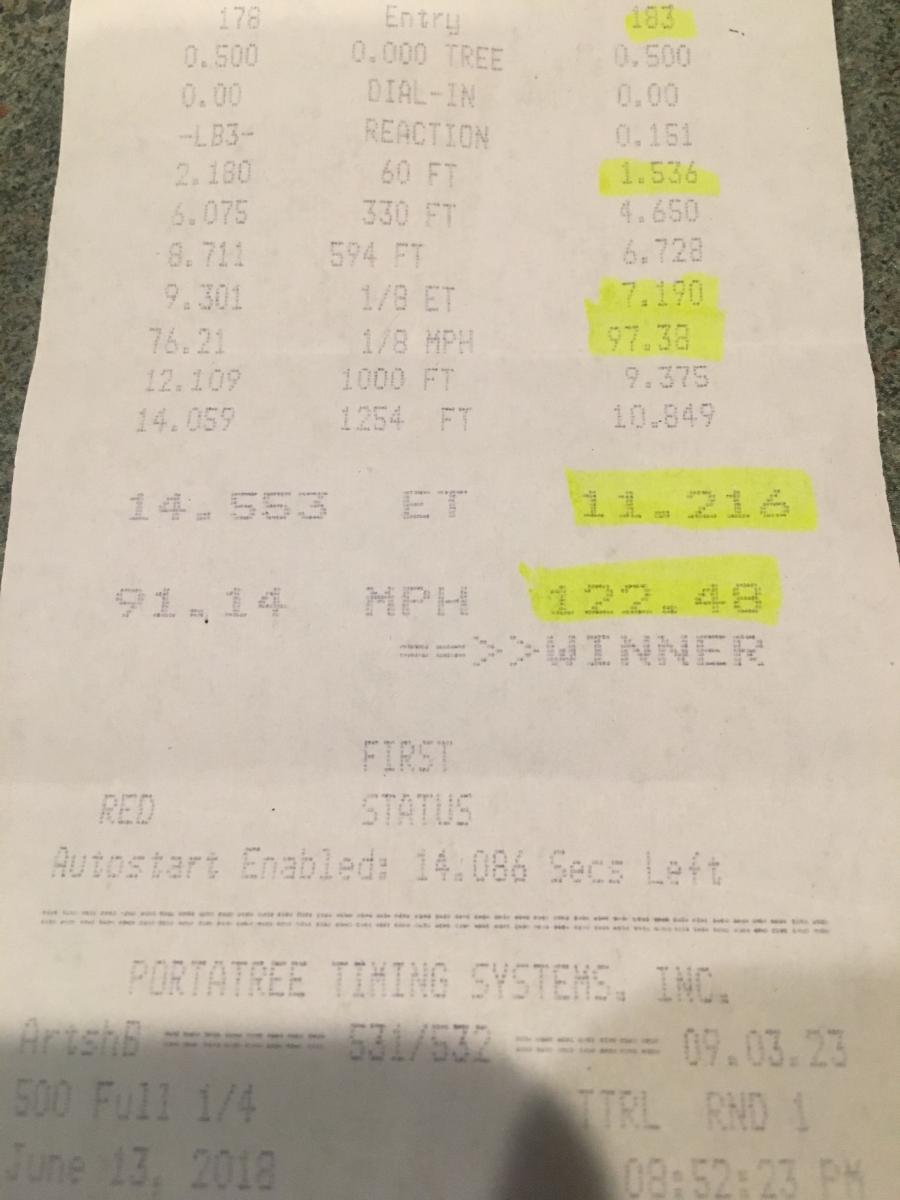 178 Entry 183
0.500 0.000 TREE 0.500
0.00 DIAL-IN 0.00
-LB3- REACTION 0.151
2.180 60 FT 1.536
6.075 330 FT 4.650
8.711 594 FT 6.728
9.301 1/8 ET 7.190
76.21 1/8 MPH 97.38
12.109 1000 FT 9.375
14.059 1254 FT 10.849
14.553 ET 11.216
91.14 MPH 122.48
==>>WINNER
FIRST
RED STATUS
Autostart Enabled: 14.086 Secs Left
PORTATREE TIMING SYSTEMS. INC.
ArtshB ===== 531/532 ===== 09.03.23
500 Full 1/4 TTRL RND 1
June 13, 2018 08:52:23 PM